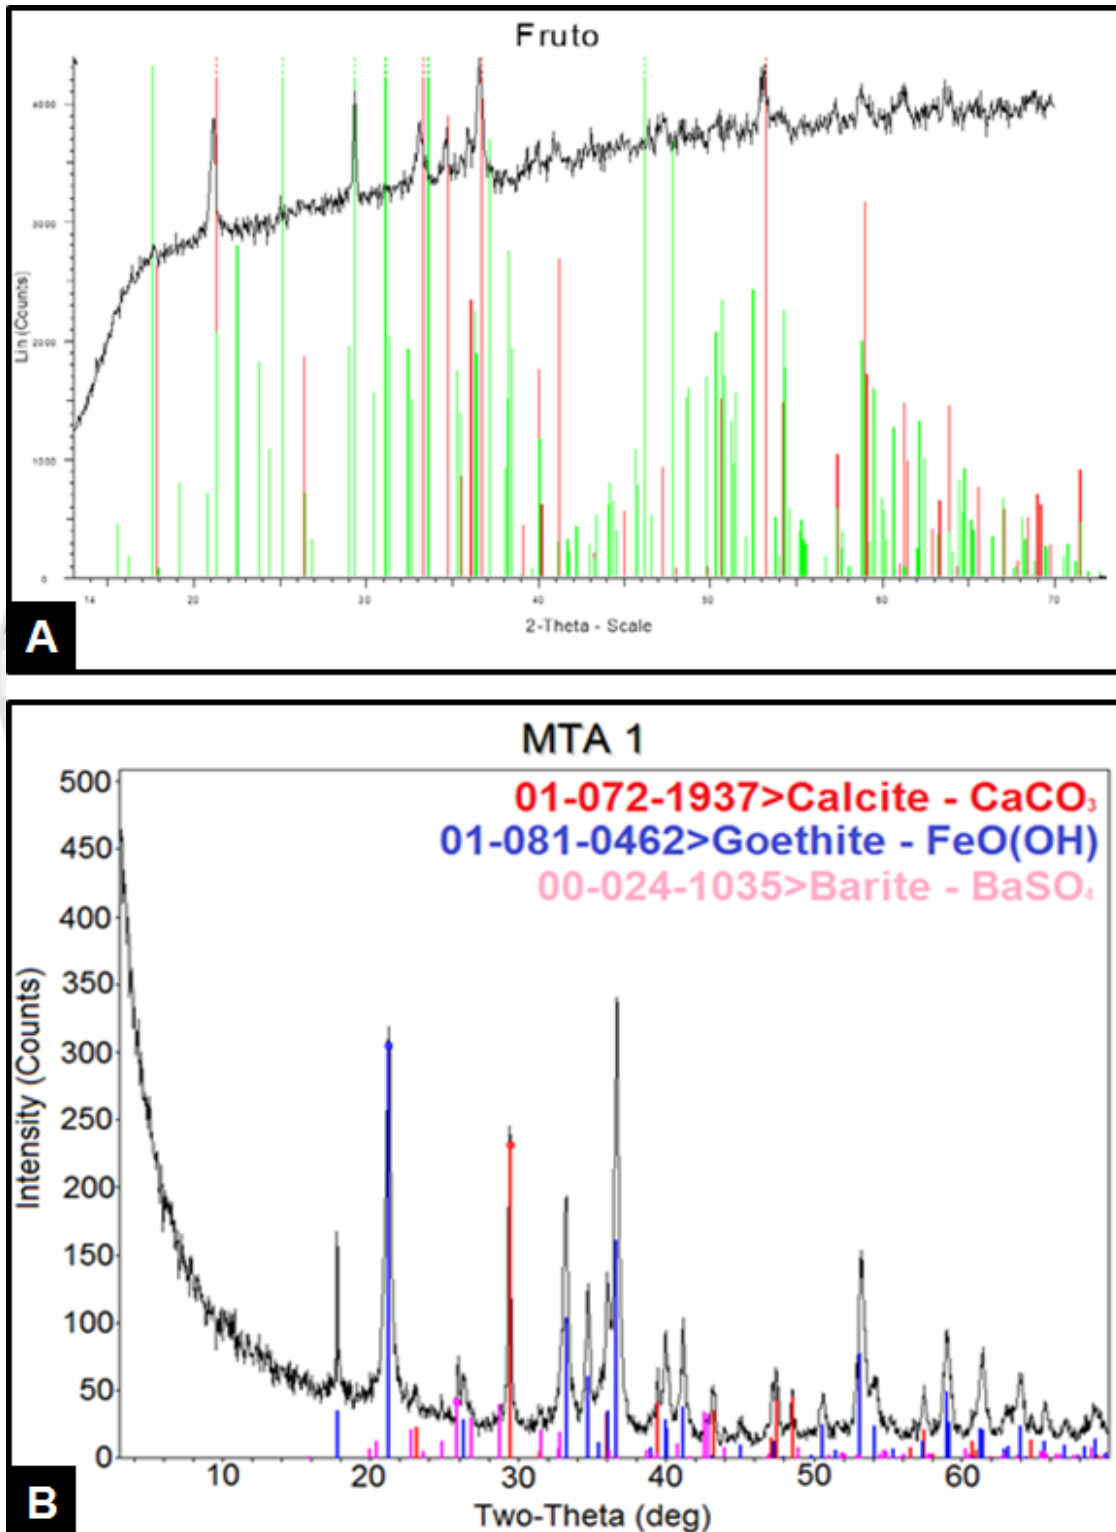 Fruto
Lin (Counts)
4000
3000
2000
1000
0
14 20 30 40 50 60 70
2-Theta - Scale
A
MTA 1
01-072-1937>Calcite - CaCO₃
01-081-0462>Goethite - FeO(OH)
00-024-1035>Barite - BaSO₄
Intensity (Counts)
500
450
400
350
300
250
200
150
100
50
0
10 20 30 40 50 60
Two-Theta (deg)
B